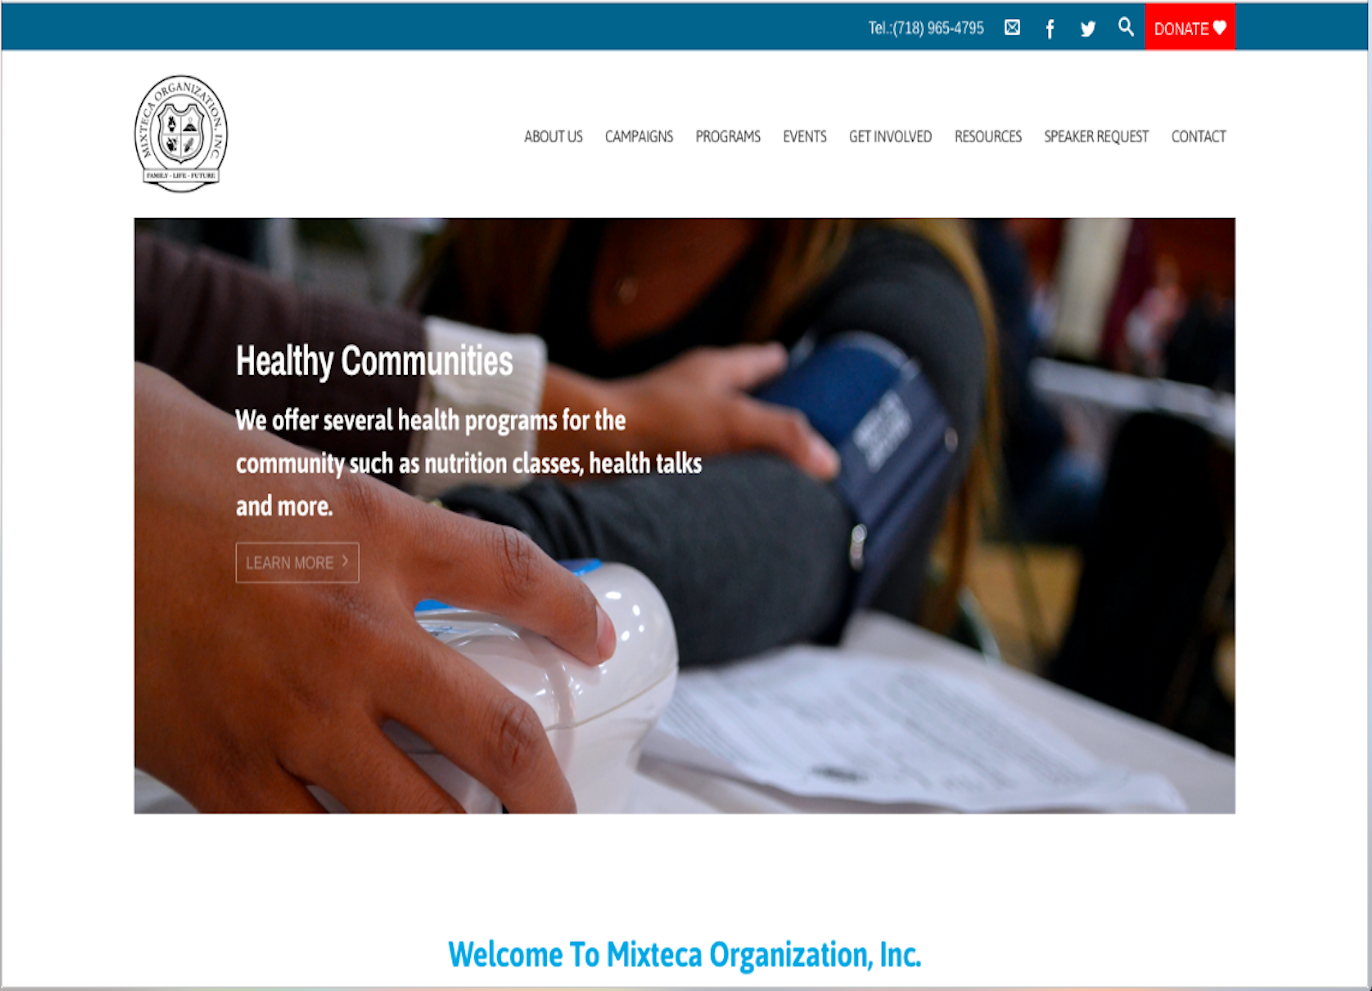 Tel.:(718) 965-4795
DONATE
MIXTECA ORGANIZATION, INC.
FAMILY - LIFE - FUTURE
ABOUT US CAMPAIGNS PROGRAMS EVENTS GET INVOLVED RESOURCES SPEAKER REQUEST CONTACT
Healthy Communities
We offer several health programs for the
community such as nutrition classes, health talks
and more.
LEARN MORE
Welcome To Mixteca Organization, Inc.